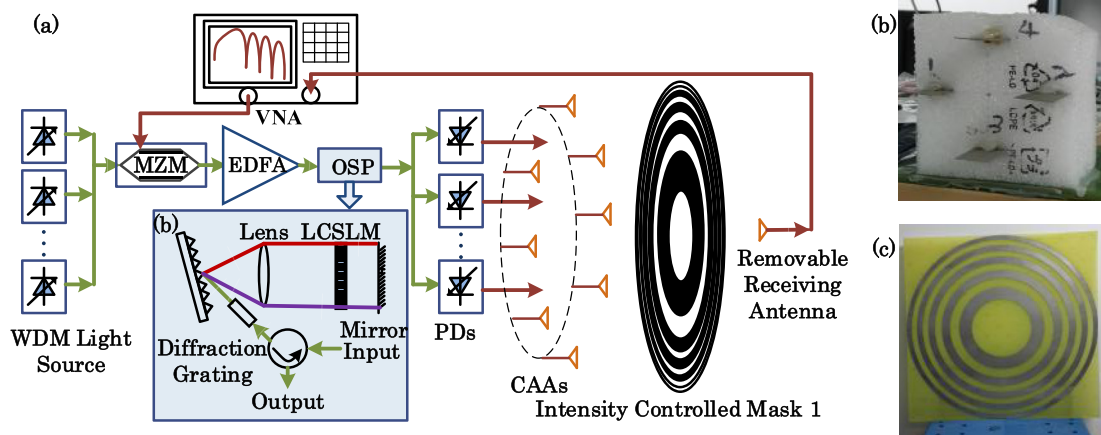 (a)
VNA
MZM
EDFA
OSP
(b)
Lens LCSLM
Mirror
Input
Diffraction
Grating
Output
WDM Light
Source
PDs
CAAs
Intensity Controlled Mask 1
Removable
Receiving
Antenna
(b)
4
(c)